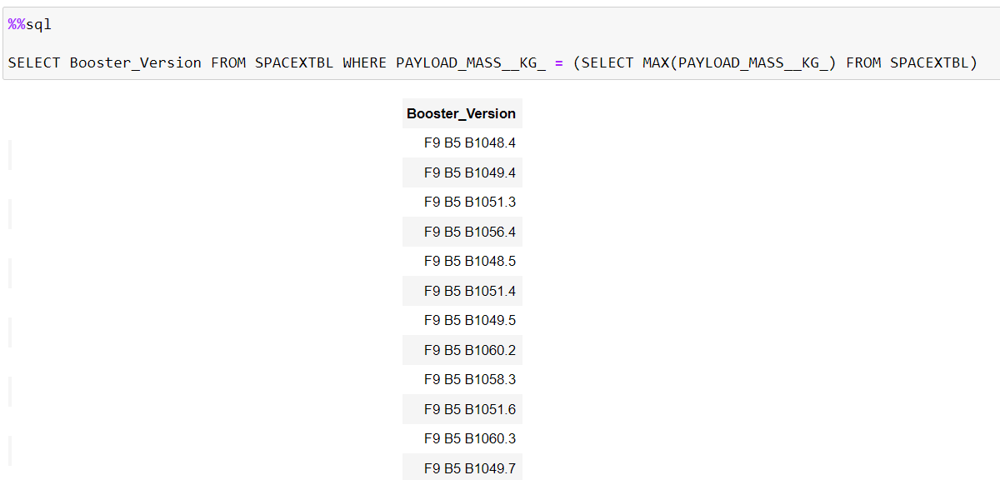 %%sql
SELECT Booster_Version FROM SPACEXTBL WHERE PAYLOAD_MASS__KG_ = (SELECT MAX(PAYLOAD_MASS__KG_) FROM SPACEXTBL)
Booster_Version
F9 B5 B1048.4
F9 B5 B1049.4
F9 B5 B1051.3
F9 B5 B1056.4
F9 B5 B1048.5
F9 B5 B1051.4
F9 B5 B1049.5
F9 B5 B1060.2
F9 B5 B1058.3
F9 B5 B1051.6
F9 B5 B1060.3
F9 B5 B1049.7